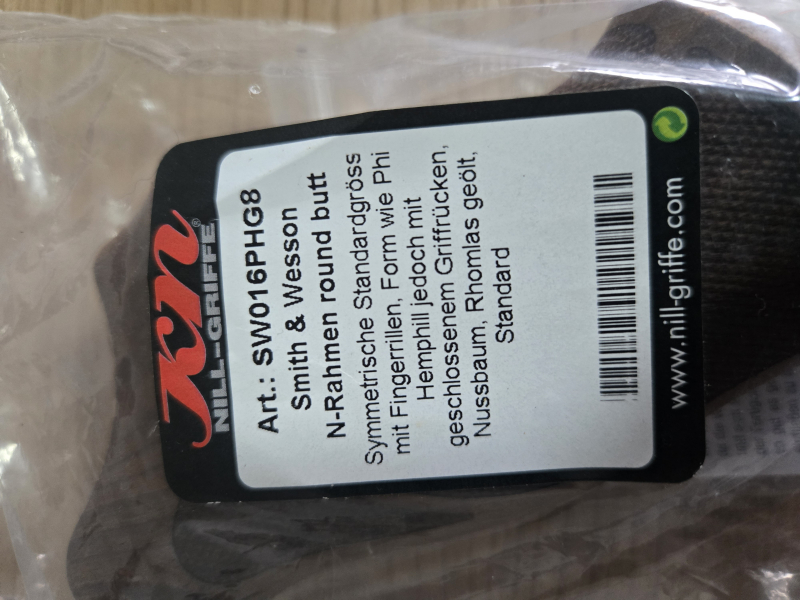 NILL-GRIFFE®
Art.: SW016PHG8
Smith & Wesson
N-Rahmen round butt
Symmetrische Standardgröss
mit Fingerrillen, Form wie Phi
Hemphill jedoch mit
geschlossenem Griffrücken,
Nussbaum, Rhomlas geölt,
Standard
www.nill-griffe.com